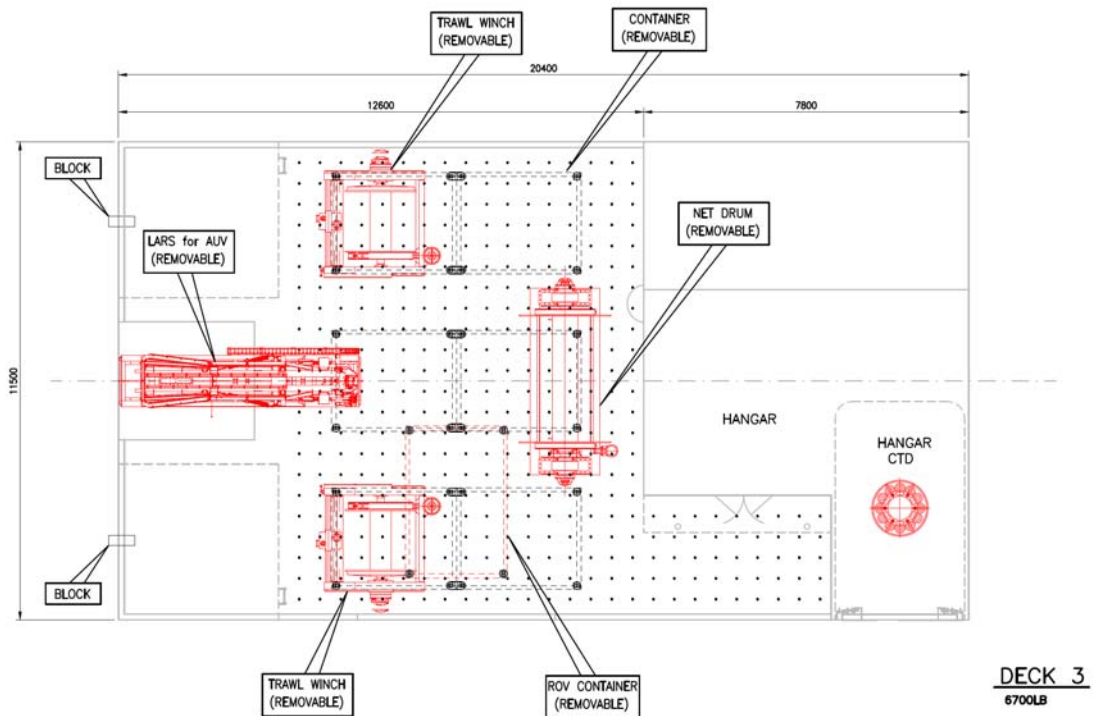 TRAWL WINCH
(REMOVABLE)
CONTAINER
(REMOVABLE)
20400
12600
7800
BLOCK
LARS for AUV
(REMOVABLE)
NET DRUM
(REMOVABLE)
11500
HANGAR
HANGAR
CTD
BLOCK
TRAWL WINCH
(REMOVABLE)
ROV CONTAINER
(REMOVABLE)
DECK 3
6700LB